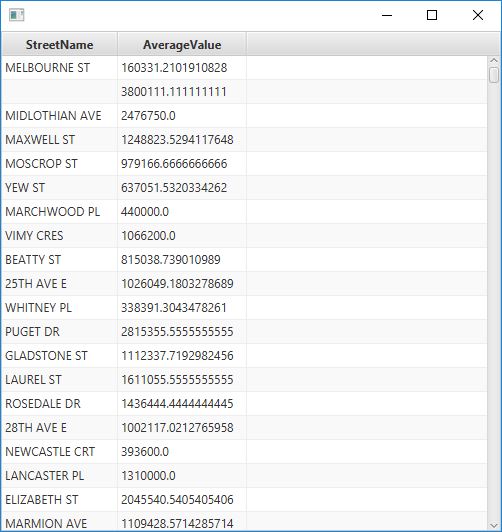 StreetName AverageValue
MELBOURNE ST 160331.2101910828
3800111.111111111
MIDLOTHIAN AVE 2476750.0
MAXWELL ST 1248823.5294117648
MOSCROP ST 979166.6666666666
YEW ST 637051.5320334262
MARCHWOOD PL 440000.0
VIMY CRES 1066200.0
BEATTY ST 815038.739010989
25TH AVE E 1026049.1803278689
WHITNEY PL 338391.3043478261
PUGET DR 2815355.5555555555
GLADSTONE ST 1112337.7192982456
LAUREL ST 1611055.5555555555
ROSEDALE DR 1436444.4444444445
28TH AVE E 1002117.0212765958
NEWCASTLE CRT 393600.0
LANCASTER PL 1310000.0
ELIZABETH ST 2045540.5405405406
MARMION AVE 1109428.5714285714